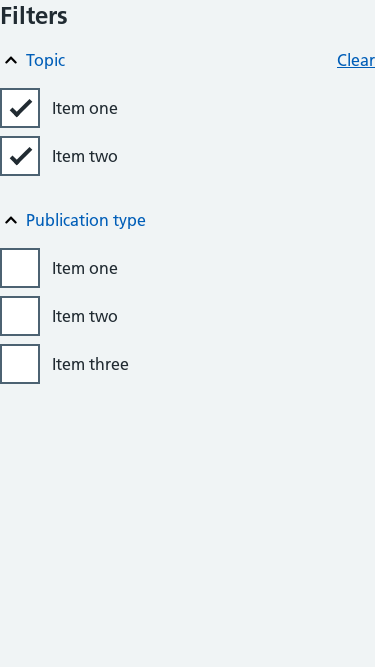 Filters
Topic Clear
Item one
Item two
Publication type
Item one
Item two
Item three